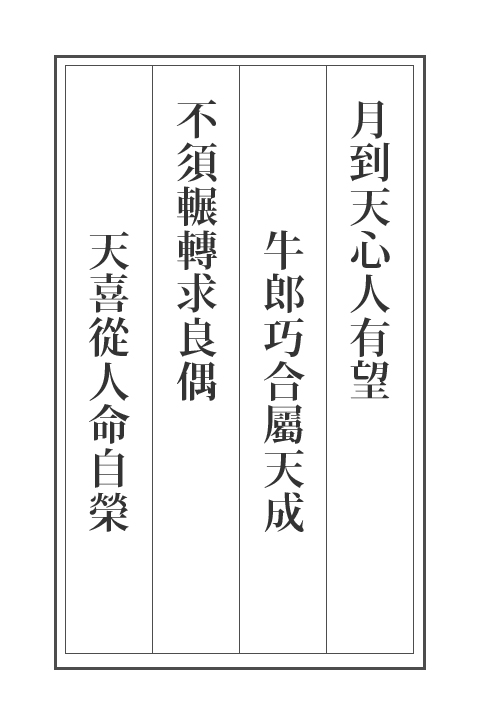 月到天心人有望
牛郎巧合屬天成
不須輾轉求良偶
天喜從人命自榮